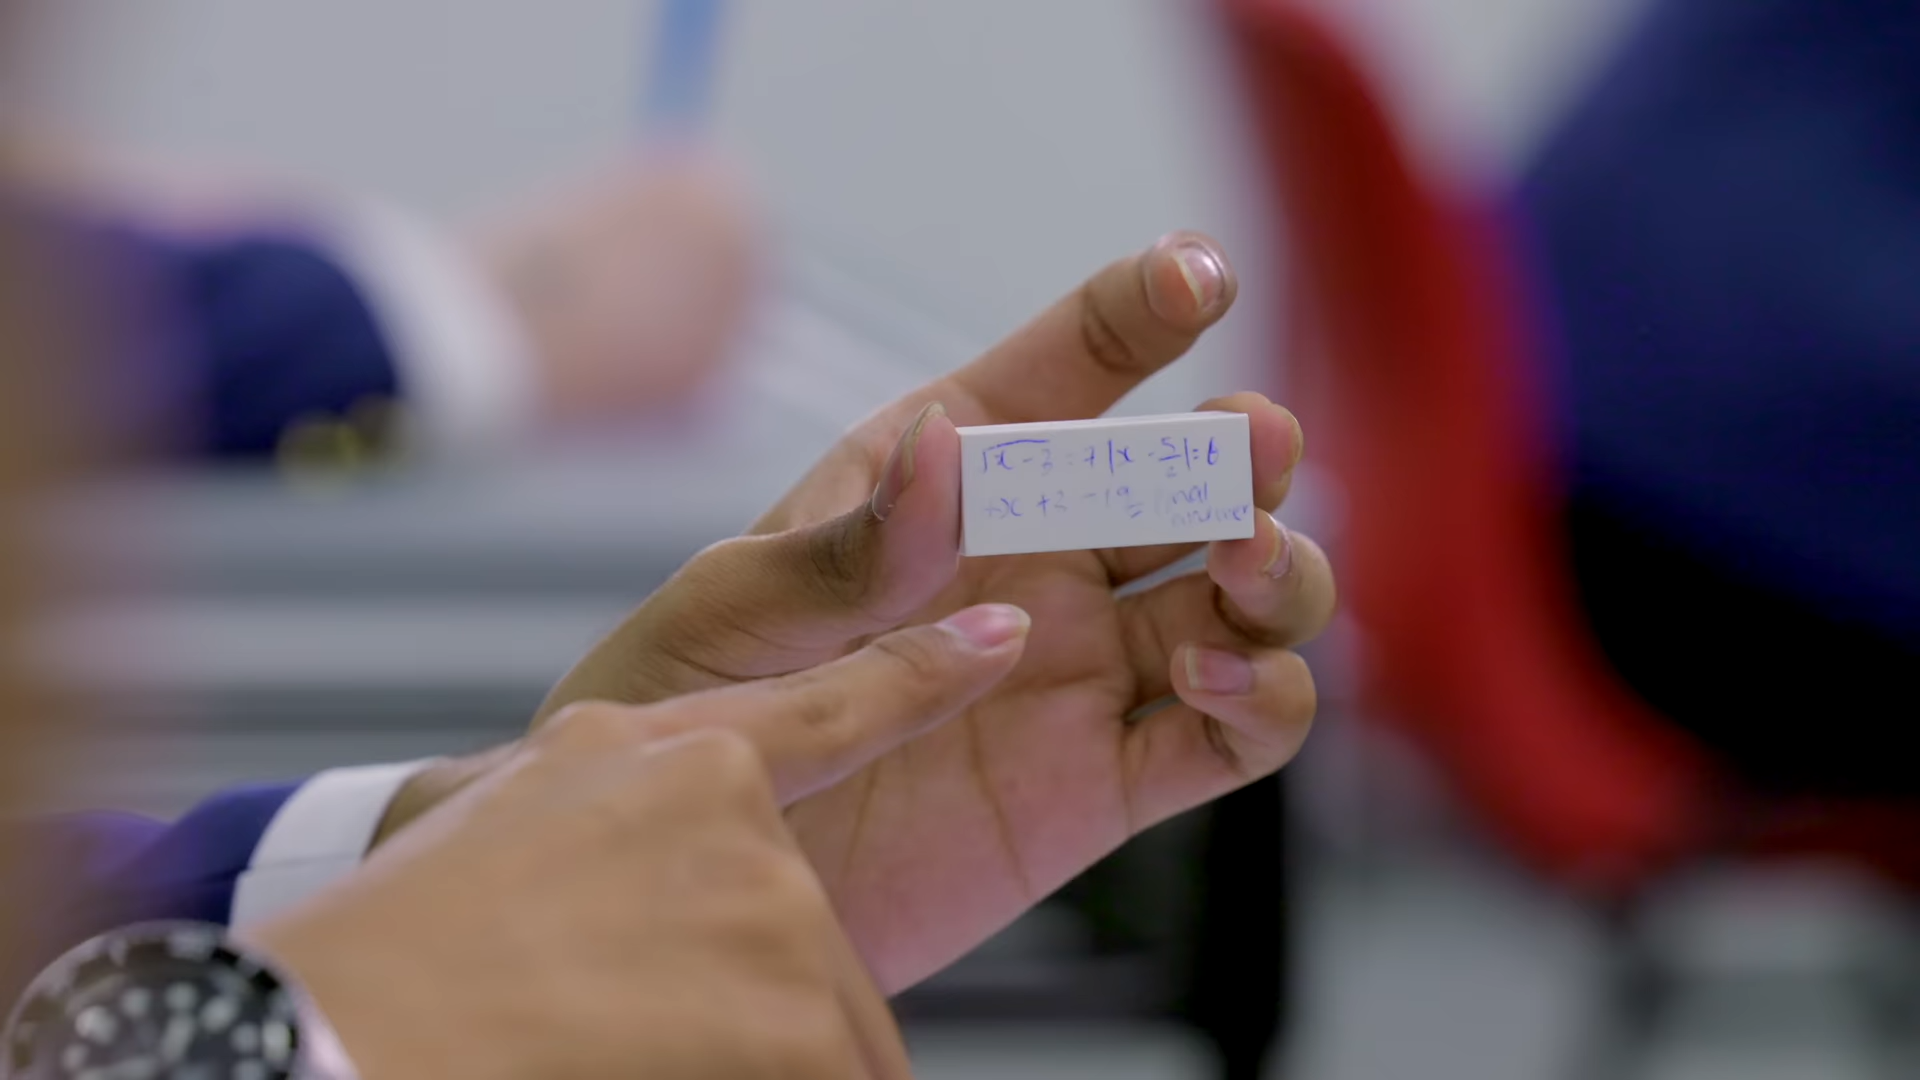 √x-3 = 7 |x - 5/2| = 6
+x +2 -19 final
answer